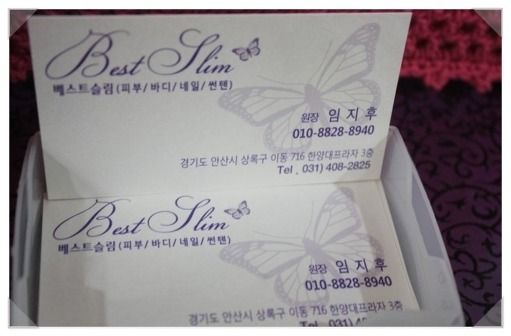 Best Slim
베스트슬림(피부/바디/네일/썬텐)
원장 임지후
010-8828-8940
경기도 안산시 상록구 이동 716 한양대프라자 3층
Tel . 031) 408-2825
Best Slim
베스트슬림(피부/바디/네일/썬텐)
원장 임지후
010-8828-8940
경기도 안산시 상록구 이동 716 한양대프라자 3층
Tel . 031)